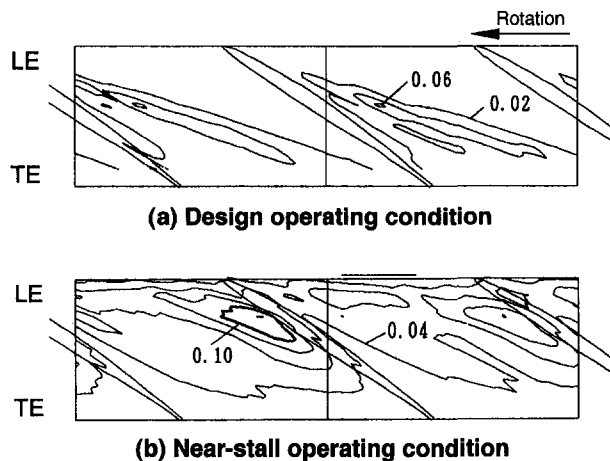 Rotation
LE
0.06
0.02
TE
(a) Design operating condition
LE
0.04
0.10
TE
(b) Near-stall operating condition